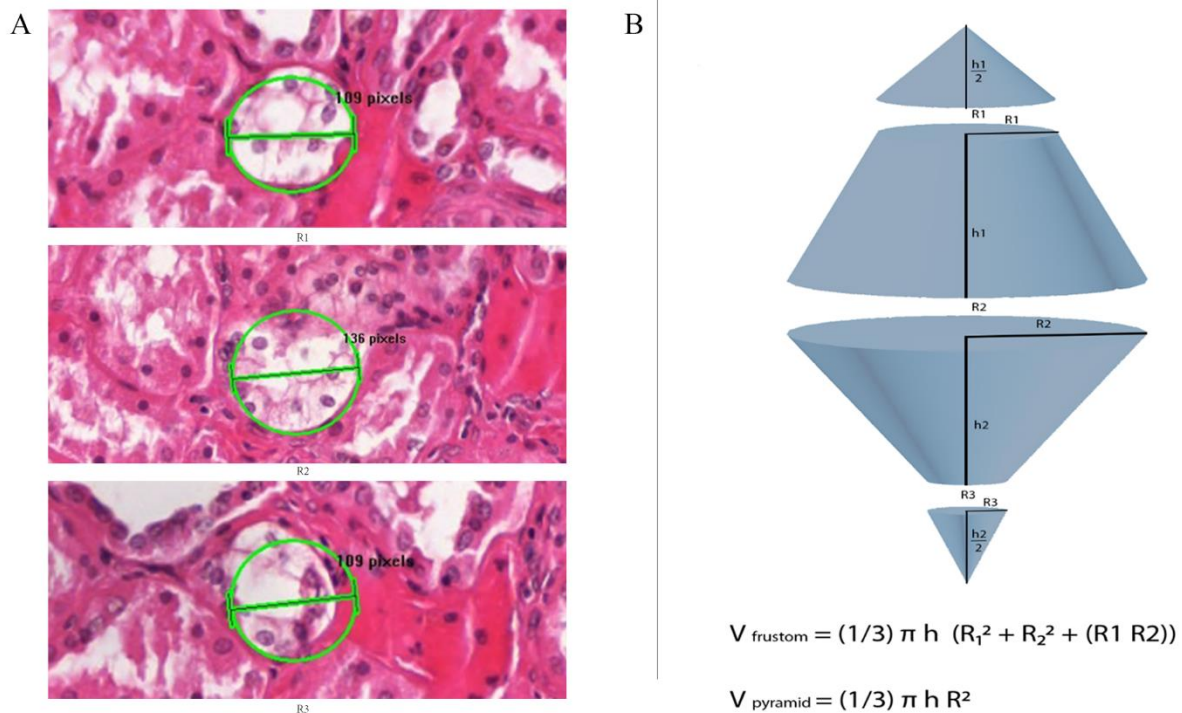 A
109 pixels
R1
136 pixels
R2
109 pixels
R3
B
h1
2
R1
R1
h1
R2
R2
h2
R3
R3
h2
2
V frustom = (1/3) π h (R₁² + R₂² + (R1 R2))
V pyramid = (1/3) π h R²